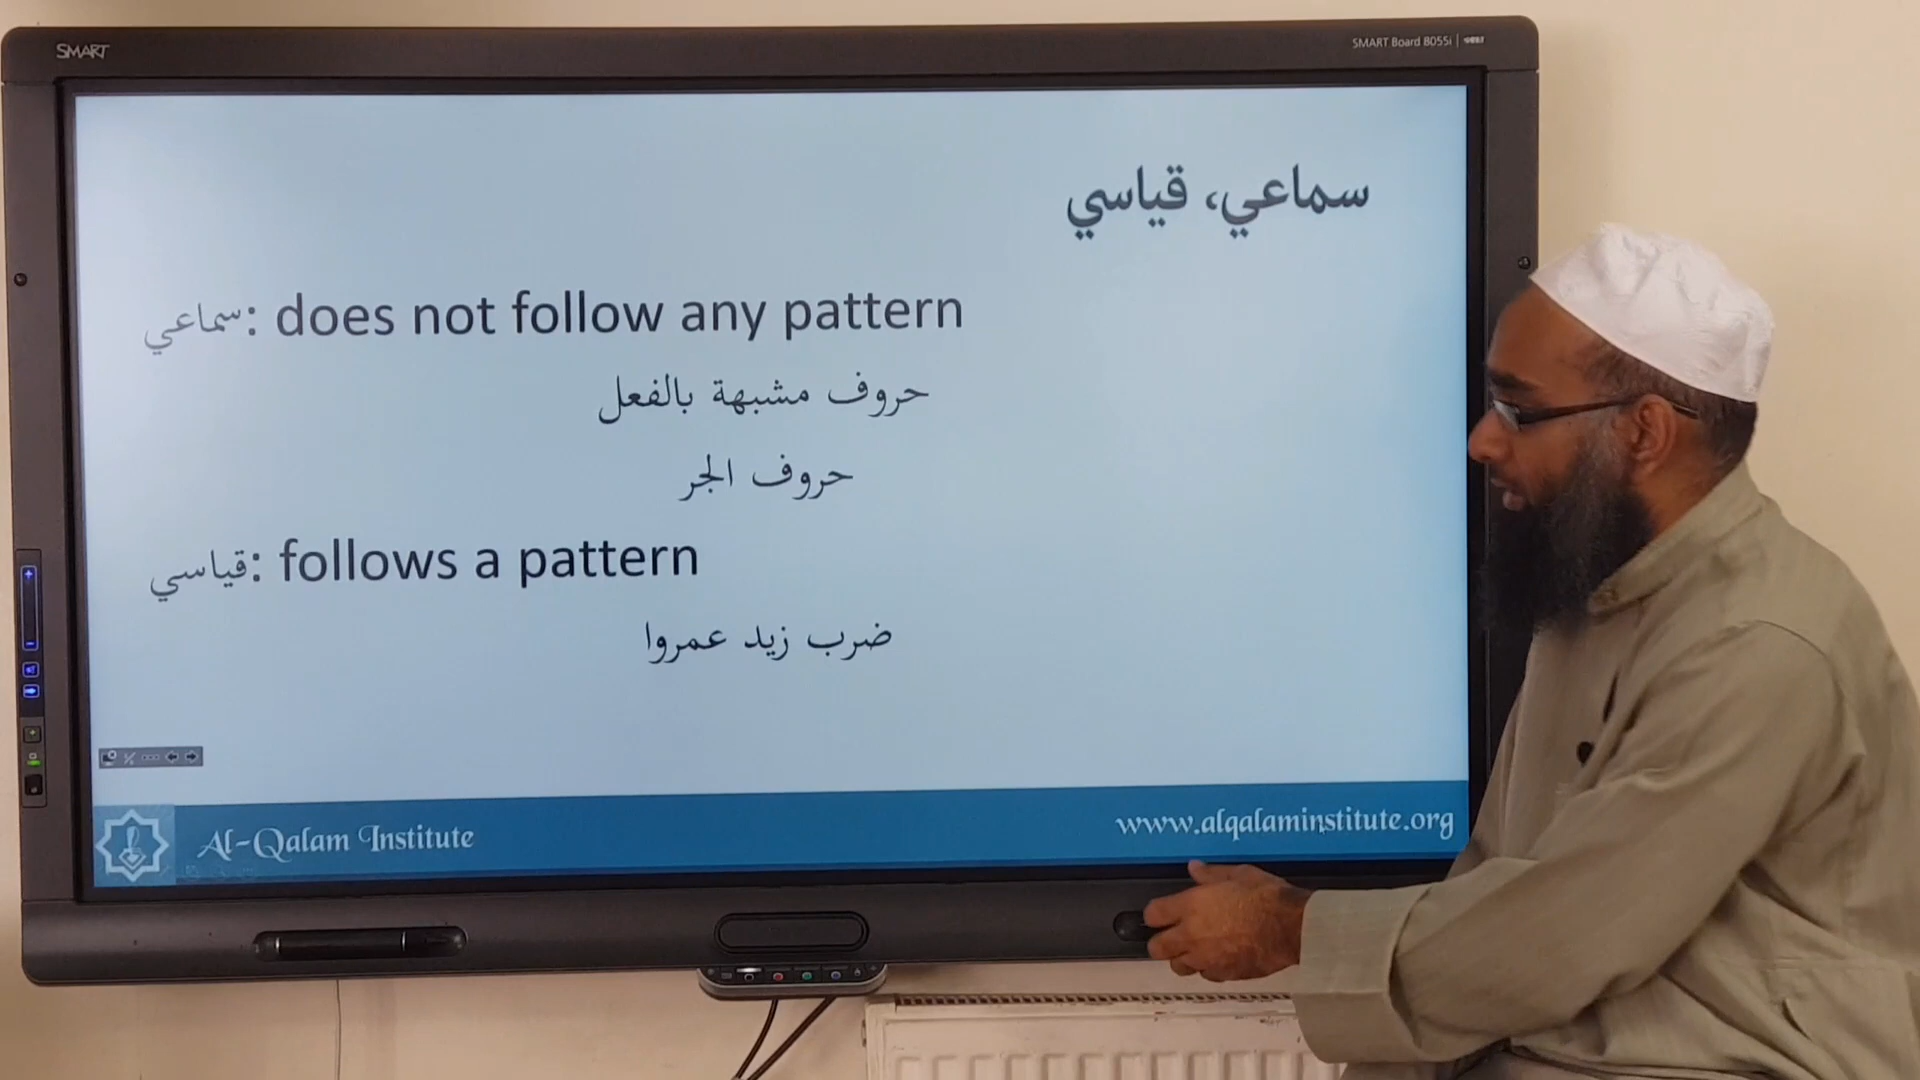 SMART
SMART Board 8055i
سماعي، قياسي
سماعي: does not follow any pattern
حروف مشبهة بالفعل
حروف الجر
قياسي: follows a pattern
ضرب زيد عمروا
Al-Qalam Institute
www.alqalaminstitute.org